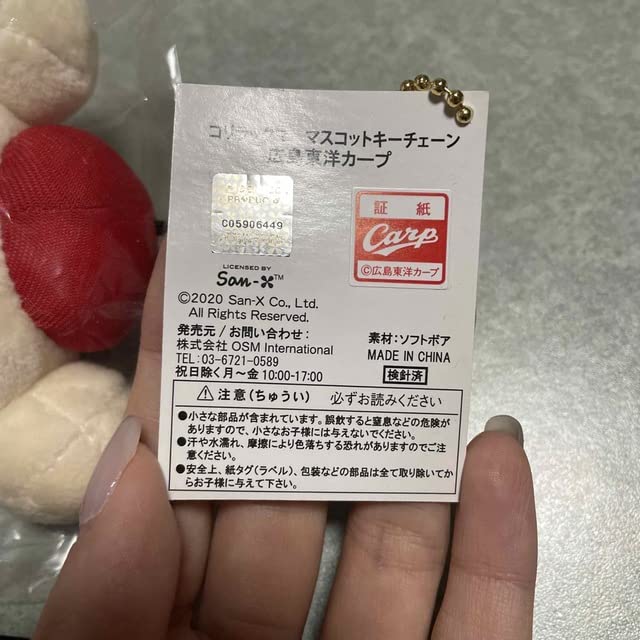 マスコットキーチェーン
広島東洋カープ
C05906449
証 紙
Carp
©広島東洋カープ
LICENSED BY
San-X™
©2020 San-X Co., Ltd.
All Rights Reserved.
発売元 / お問い合わせ：
株式会社 OSM International
TEL:03-6721-0589
祝日除く月～金 10:00-17:00
素材：ソフトボア
MADE IN CHINA
検針済
⚠ 注意（ちゅうい） 必ずお読みください
●小さな部品が含まれています。誤飲すると窒息などの危険が
ありますので、小さなお子様には与えないでください。
●汗や水濡れ、摩擦により色落ちする恐れがありますのでご注
意ください。
●安全上、紙タグ（ラベル）、包装などの部品は全て取り除いてか
らお子様に与えて下さい。